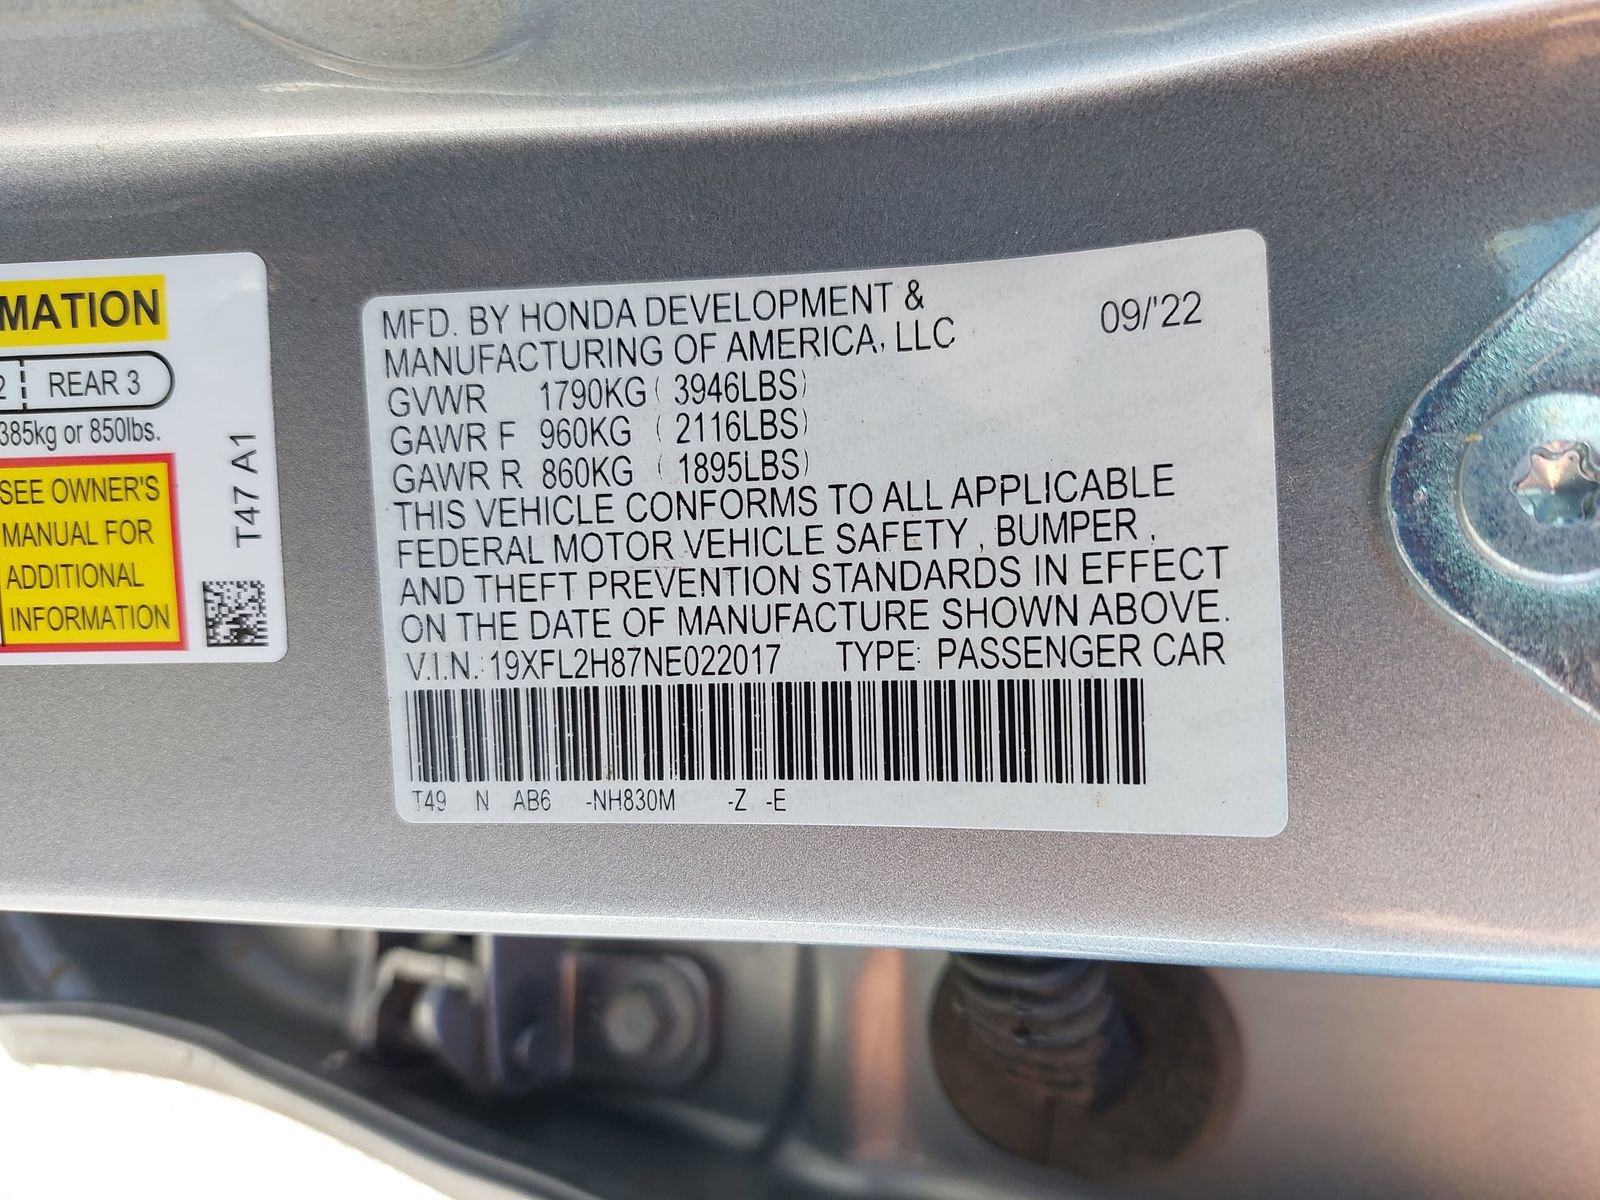 MATION
2 REAR 3
385kg or 850lbs.
SEE OWNER'S
MANUAL FOR
ADDITIONAL
INFORMATION
T47 A1
MFD. BY HONDA DEVELOPMENT &
MANUFACTURING OF AMERICA, LLC
09/'22
GVWR 1790KG ( 3946LBS)
GAWR F 960KG ( 2116LBS)
GAWR R 860KG ( 1895LBS)
THIS VEHICLE CONFORMS TO ALL APPLICABLE
FEDERAL MOTOR VEHICLE SAFETY , BUMPER ,
AND THEFT PREVENTION STANDARDS IN EFFECT
ON THE DATE OF MANUFACTURE SHOWN ABOVE.
V.I.N.: 19XFL2H87NE022017 TYPE: PASSENGER CAR
T49 N AB6 -NH830M -Z -E